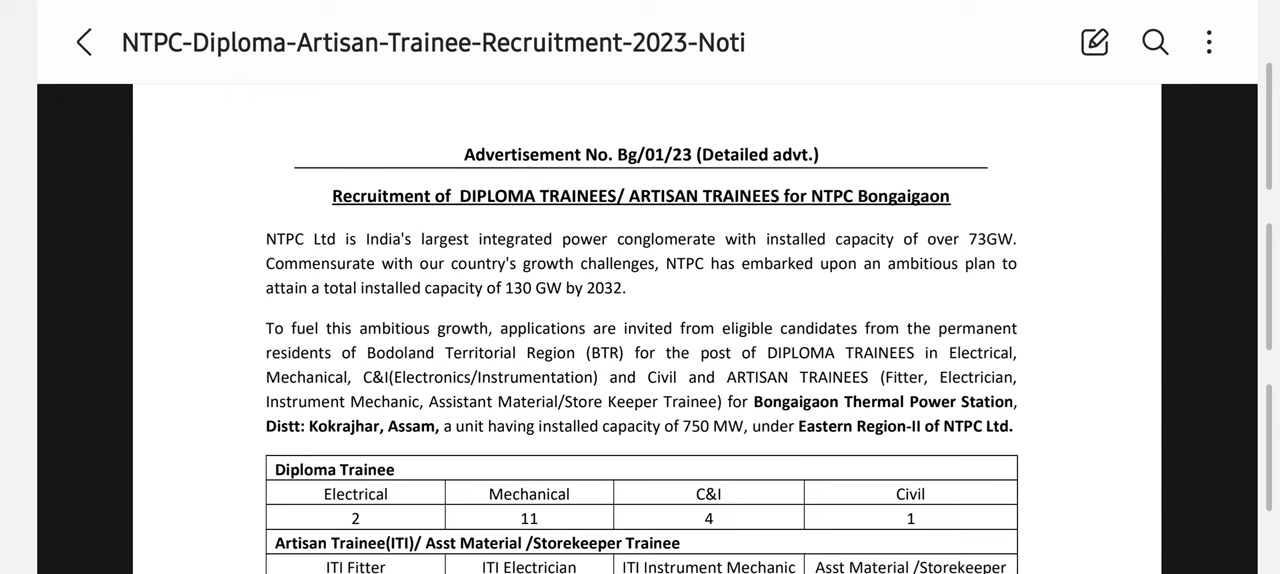 NTPC-Diploma-Artisan-Trainee-Recruitment-2023-Noti
Advertisement No. Bg/01/23 (Detailed advt.)
Recruitment of DIPLOMA TRAINEES/ ARTISAN TRAINEES for NTPC Bongaigaon
NTPC Ltd is India's largest integrated power conglomerate with installed capacity of over 73GW.
Commensurate with our country's growth challenges, NTPC has embarked upon an ambitious plan to
attain a total installed capacity of 130 GW by 2032.
To fuel this ambitious growth, applications are invited from eligible candidates from the permanent
residents of Bodoland Territorial Region (BTR) for the post of DIPLOMA TRAINEES in Electrical,
Mechanical, C&I(Electronics/Instrumentation) and Civil and ARTISAN TRAINEES (Fitter, Electrician,
Instrument Mechanic, Assistant Material/Store Keeper Trainee) for Bongaigaon Thermal Power Station,
Distt: Kokrajhar, Assam, a unit having installed capacity of 750 MW, under Eastern Region-II of NTPC Ltd.
Diploma Trainee
Electrical Mechanical C&I Civil
2 11 4 1
Artisan Trainee(ITI)/ Asst Material /Storekeeper Trainee
ITI Fitter ITI Electrician ITI Instrument Mechanic Asst Material /Storekeeper